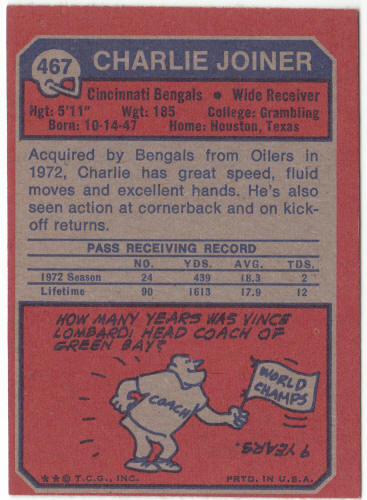 467 CHARLIE JOINER
Cincinnati Bengals • Wide Receiver
Hgt: 5'11" Wgt: 185 College: Grambling
Born: 10-14-47 Home: Houston, Texas
Acquired by Bengals from Oilers in
1972, Charlie has great speed, fluid
moves and excellent hands. He's also
seen action at cornerback and on kick-
off returns.
PASS RECEIVING RECORD
NO. YDS. AVG. TDS.
1972 Season 24 439 18.3 2
Lifetime 90 1613 17.9 12
HOW MANY YEARS WAS VINCE
LOMBARDI HEAD COACH OF
GREEN BAY?
WORLD
CHAMPS
COACH
9 YEARS.
★★© T.C.G., INC. PRTD. IN U.S.A.